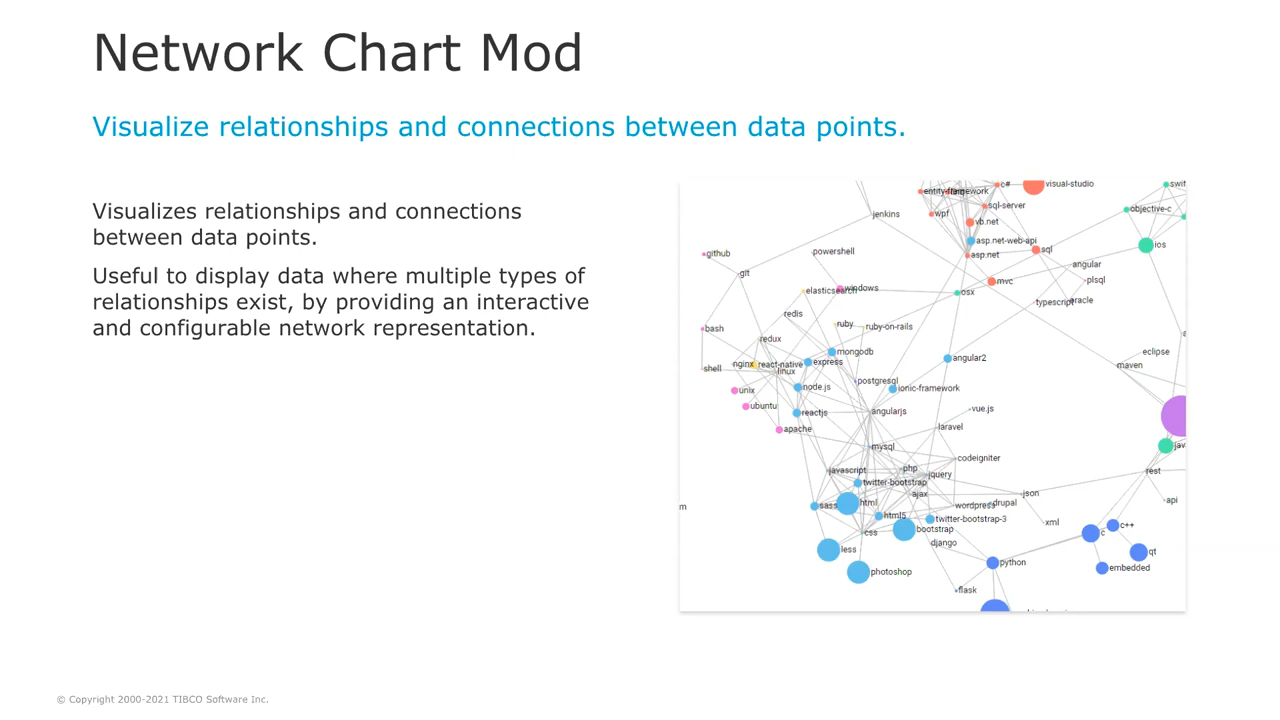 Network Chart Mod
Visualize relationships and connections between data points.
Visualizes relationships and connections
between data points.
Useful to display data where multiple types of
relationships exist, by providing an interactive
and configurable network representation.
c#
visual-studio
swif
entity-framework
sql-server
objective-c
jenkins
wpf
vb.net
asp.net-web-api
ios
github
powershell
asp.net
sql
angular
git
plsql
mvc
elasticsearch
windows
osx
typescript
oracle
redis
bash
ruby
ruby-on-rails
redux
mongodb
eclipse
angular2
nginx
react-native
express
maven
shell
linux
postgresql
unix
node.js
ionic-framework
ubuntu
reactjs
angularjs
vue.js
apache
laravel
mysql
jav
codeigniter
javascript
php
jquery
rest
twitter-bootstrap
ajax
json
api
m
sass
html
wordpress
drupal
html5
twitter-bootstrap-3
xml
c++
css
bootstrap
c
less
django
qt
photoshop
python
embedded
flask
© Copyright 2000-2021 TIBCO Software Inc.